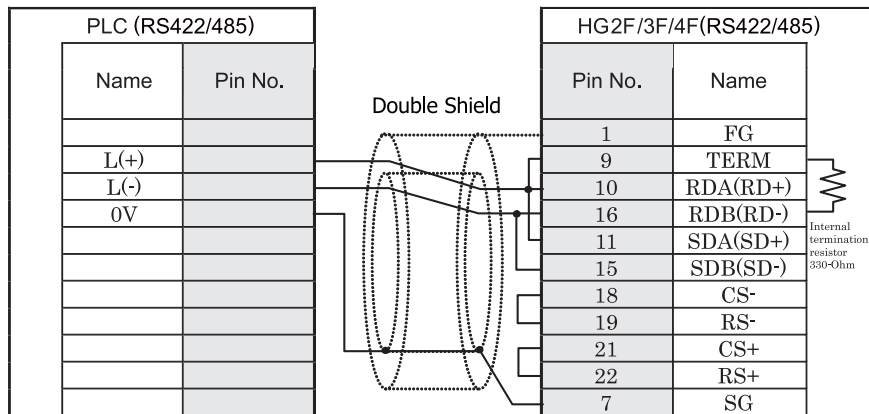 PLC (RS422/485) HG2F/3F/4F(RS422/485)
Name Pin No. Pin No. Name
Double Shield
1 FG
L(+) 9 TERM
L(-) 10 RDA(RD+)
0V 16 RDB(RD-)
11 SDA(SD+)
15 SDB(SD-)
18 CS-
19 RS-
21 CS+
22 RS+
7 SG
Internal
termination
resistor
330-Ohm